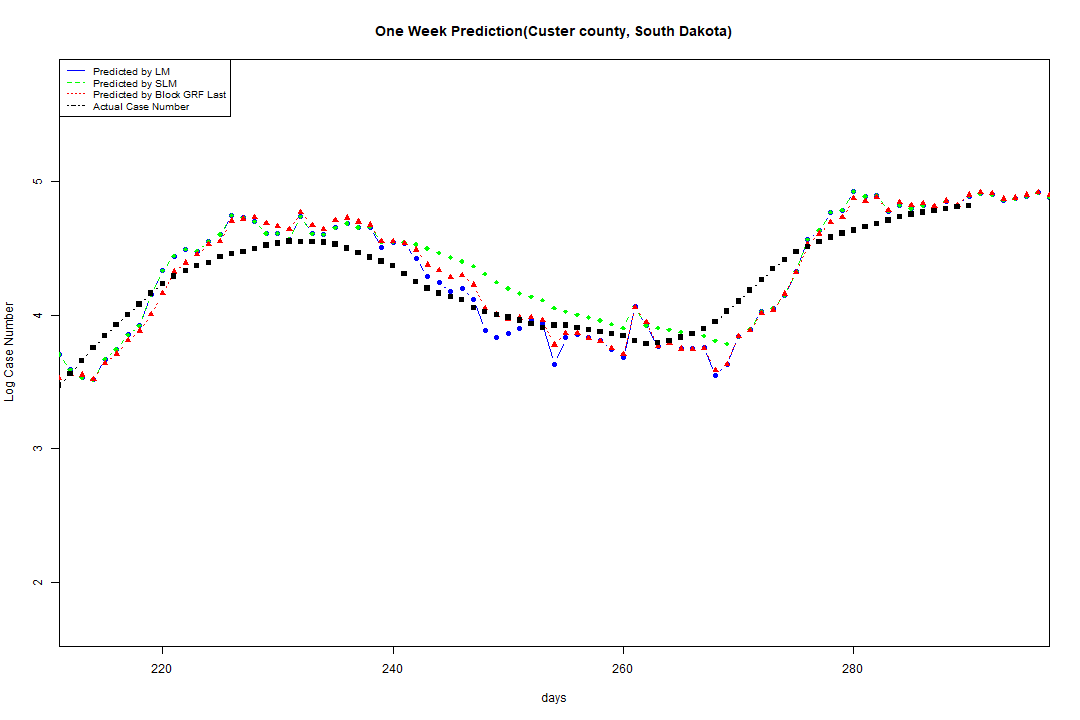 One Week Prediction(Custer county, South Dakota)
Predicted by LM
Predicted by SLM
Predicted by Block GRF Last
Actual Case Number
5
4
3
2
Log Case Number
220 240 260 280
days